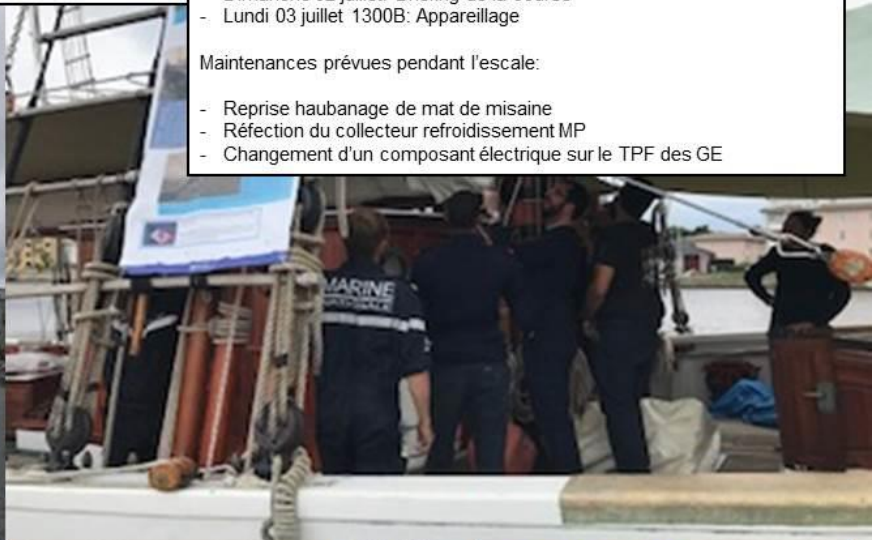 - Lundi 03 juillet 1300B: Appareillage
Maintenances prévues pendant l'escale:
- Reprise haubanage de mat de misaine
- Réfection du collecteur refroidissement MP
- Changement d'un composant électrique sur le TPF des GE
MARINE
NATIONALE